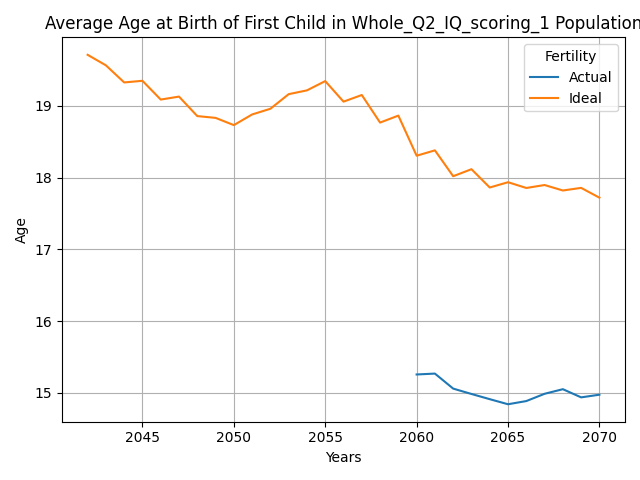 Average Age at Birth of First Child in Whole_Q2_IQ_scoring_1 Population
Fertility
Actual
Ideal
19
18
17
16
15
Age
2045 2050 2055 2060 2065 2070
Years